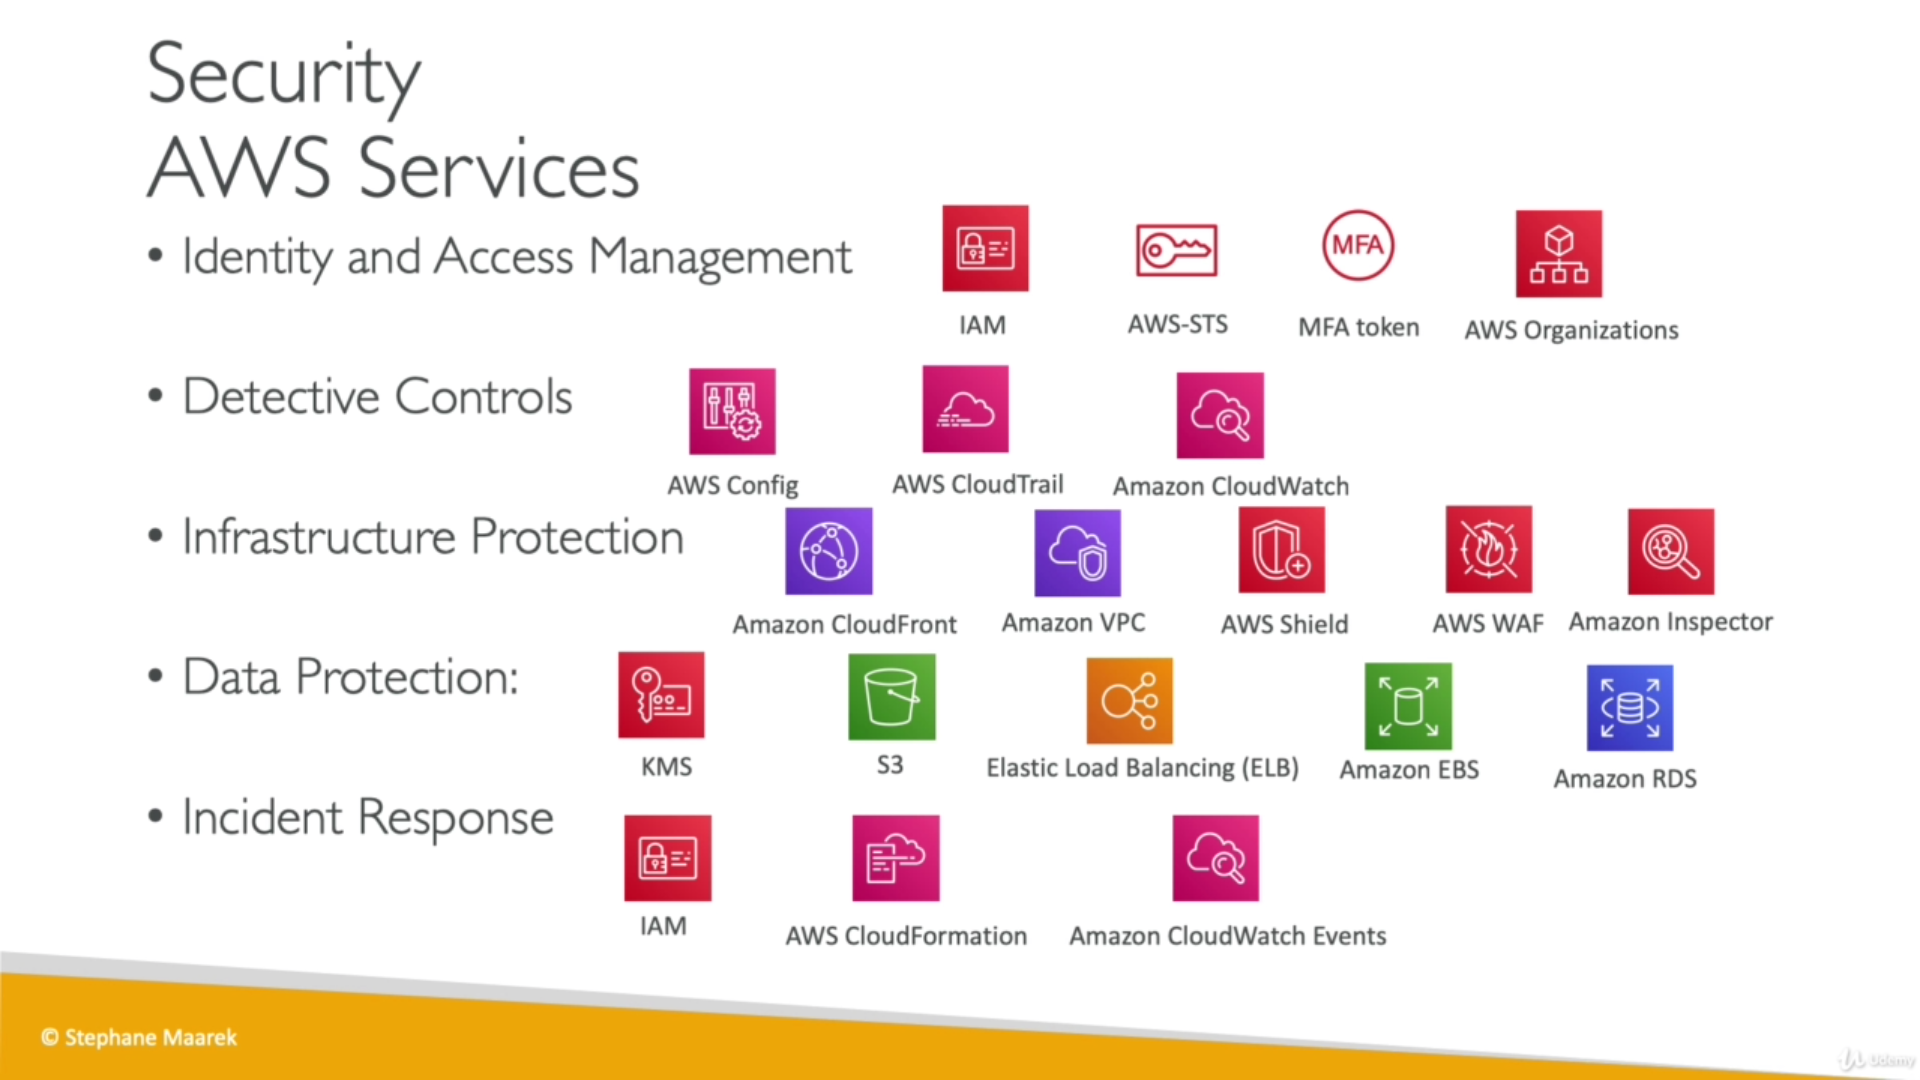 Security
AWS Services
• Identity and Access Management
MFA
IAM
AWS-STS
MFA token
AWS Organizations
• Detective Controls
AWS Config
AWS CloudTrail
Amazon CloudWatch
• Infrastructure Protection
Amazon CloudFront
Amazon VPC
AWS Shield
AWS WAF
Amazon Inspector
• Data Protection:
KMS
S3
Elastic Load Balancing (ELB)
Amazon EBS
Amazon RDS
• Incident Response
IAM
AWS CloudFormation
Amazon CloudWatch Events
© Stephane Maarek
Udemy